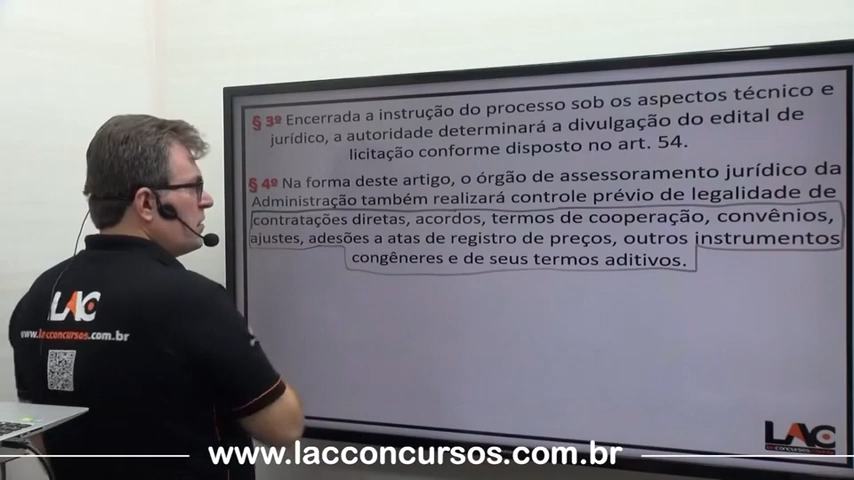 § 3º Encerrada a instrução do processo sob os aspectos técnico e
jurídico, a autoridade determinará a divulgação do edital de
licitação conforme disposto no art. 54.
§ 4º Na forma deste artigo, o órgão de assessoramento jurídico da
Administração também realizará controle prévio de legalidade de
contratações diretas, acordos, termos de cooperação, convênios,
ajustes, adesões a atas de registro de preços, outros instrumentos
congêneres e de seus termos aditivos.
LAC
www.lacconcursos.com.br
LAC
www.lacconcursos.com.br